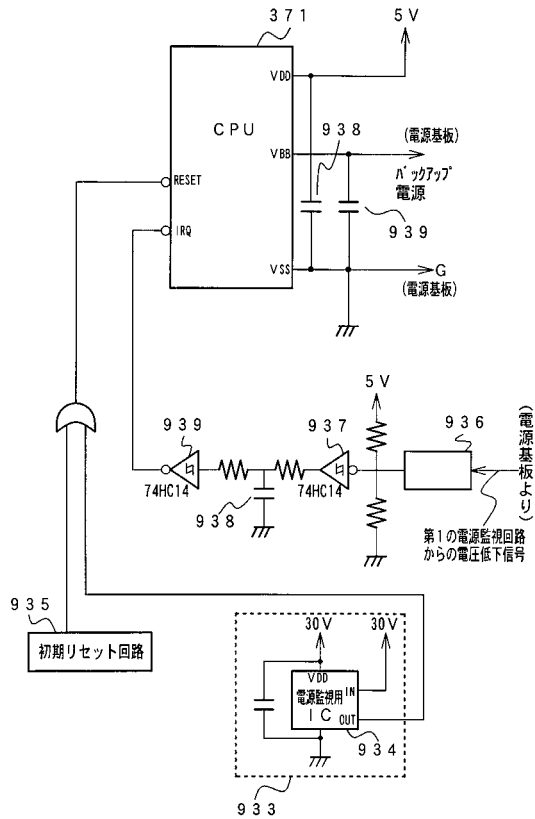 371
5V
VDD
CPU
938
(電源基板)
VBB
バックアップ
電源
RESET
IRQ
939
VSS
G
(電源基板)
5V
939
937
936
(電源基板より)
74HC14
74HC14
938
第1の電源監視回路
からの電圧低下信号
935
初期リセット回路
30V
30V
VDD
電源監視用
IN
IC
OUT
934
933